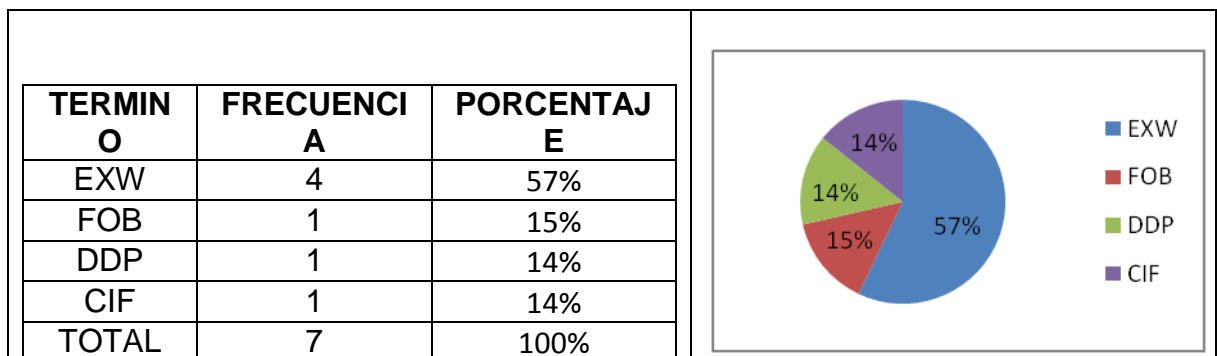 TERMIN
O
FRECUENCI
A
PORCENTAJ
E
EXW 4 57%
FOB 1 15%
DDP 1 14%
CIF 1 14%
TOTAL 7 100%
14%
14%
15%
57%
EXW
FOB
DDP
CIF